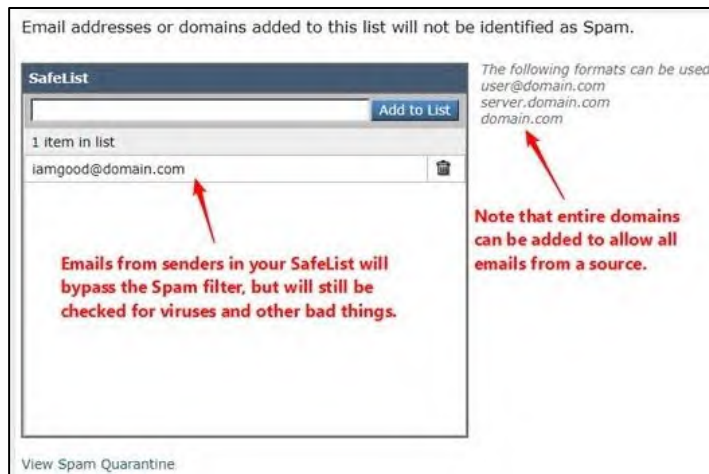 Email addresses or domains added to this list will not be identified as Spam.
SafeList
Add to List
1 item in list
iamgood@domain.com
Emails from senders in your SafeList will
bypass the Spam filter, but will still be
checked for viruses and other bad things.
The following formats can be used
user@domain.com
server.domain.com
domain.com
Note that entire domains
can be added to allow all
emails from a source.
View Spam Quarantine